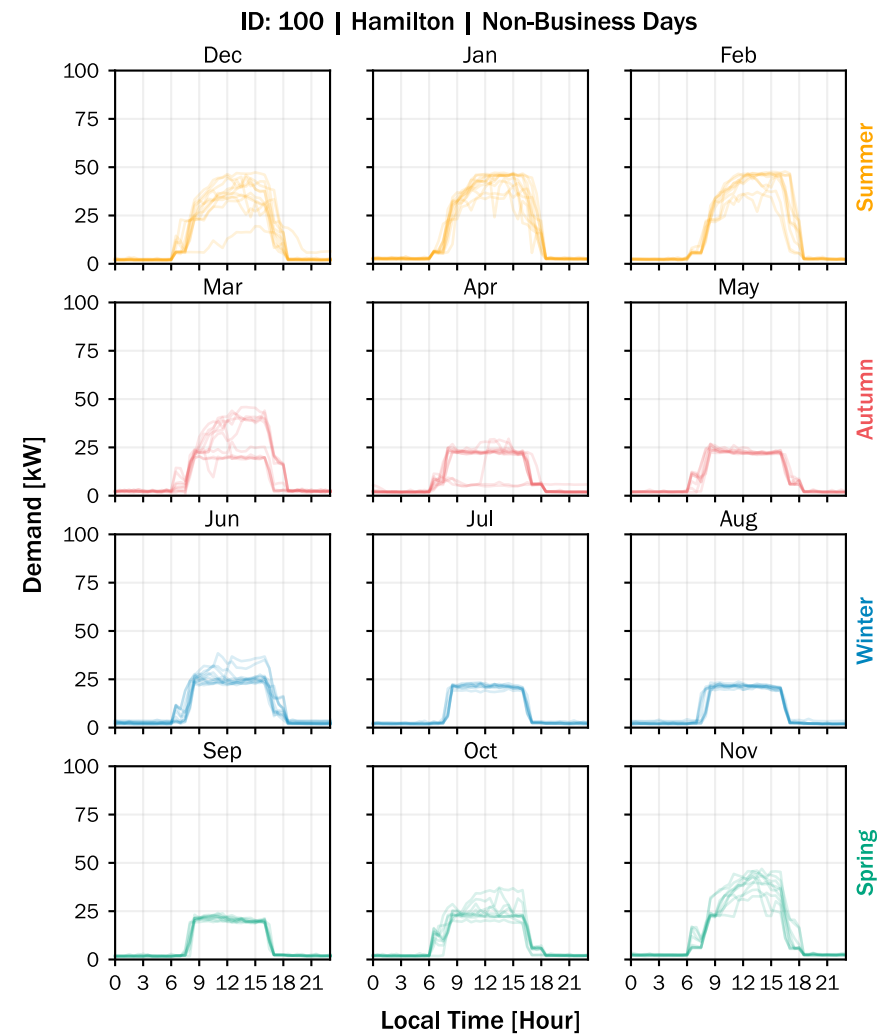 ID: 100 | Hamilton | Non-Business Days
Dec Jan Feb
100
75
50
25
0
Summer
Mar Apr May
100
75
50
25
0
Autumn
Demand [kW]
Jun Jul Aug
100
75
50
25
0
Winter
Sep Oct Nov
100
75
50
25
0
Spring
0 3 6 9 12 15 18 21 0 3 6 9 12 15 18 21 0 3 6 9 12 15 18 21
Local Time [Hour]